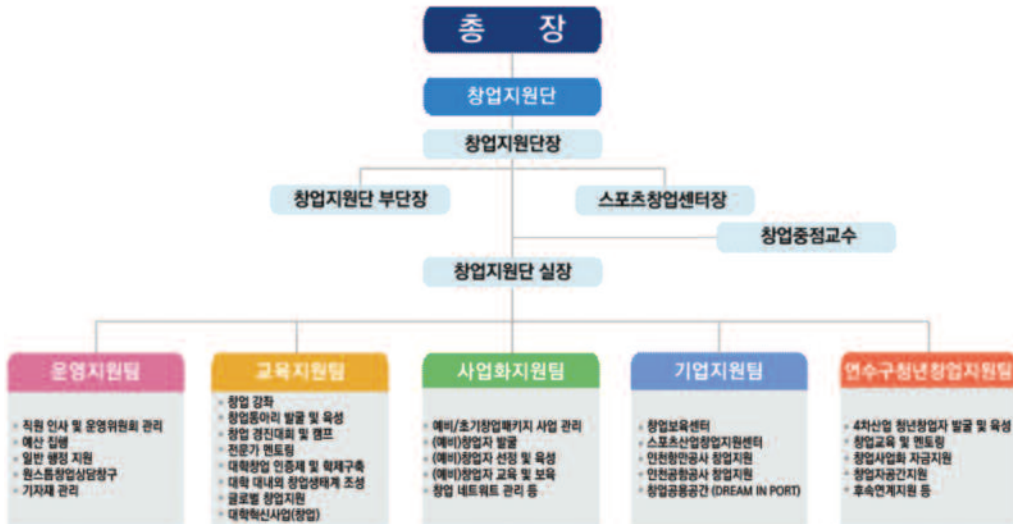 총 장
창업지원단
창업지원단장
창업지원단 부단장
스포츠창업센터장
창업중점교수
창업지원단 실장
운영지원팀
직원 인사 및 운영위원회 관리
예산 집행
일반 행정 지원
원스톱창업상담창구
기자재 관리
교육지원팀
창업 강좌
창업동아리 발굴 및 육성
창업 경진대회 및 캠프
전문가 멘토링
대학창업 인증제 및 학제구축
대학 대내외 창업생태계 조성
글로벌 창업지원
대학혁신사업(창업)
사업화지원팀
예비/초기창업패키지 사업 관리
(예비)창업자 발굴
(예비)창업자 선정 및 육성
(예비)창업자 교육 및 보육
창업 네트워크 관리 등
기업지원팀
창업보육센터
스포츠산업창업지원센터
인천항만공사 창업지원
인천공항공사 창업지원
창업공용공간 (DREAM IN PORT)
연수구청년창업지원팀
4차산업 청년창업자 발굴 및 육성
창업교육 및 멘토링
창업사업화 자금지원
창업자공간지원
후속연계지원 등